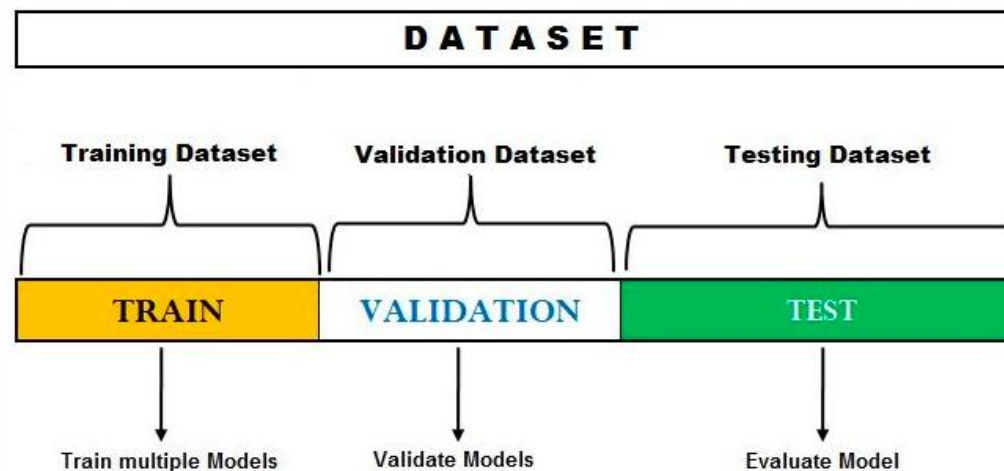 DATASET
Training Dataset
Validation Dataset
Testing Dataset
TRAIN
VALIDATION
TEST
Train multiple Models
Validate Models
Evaluate Model